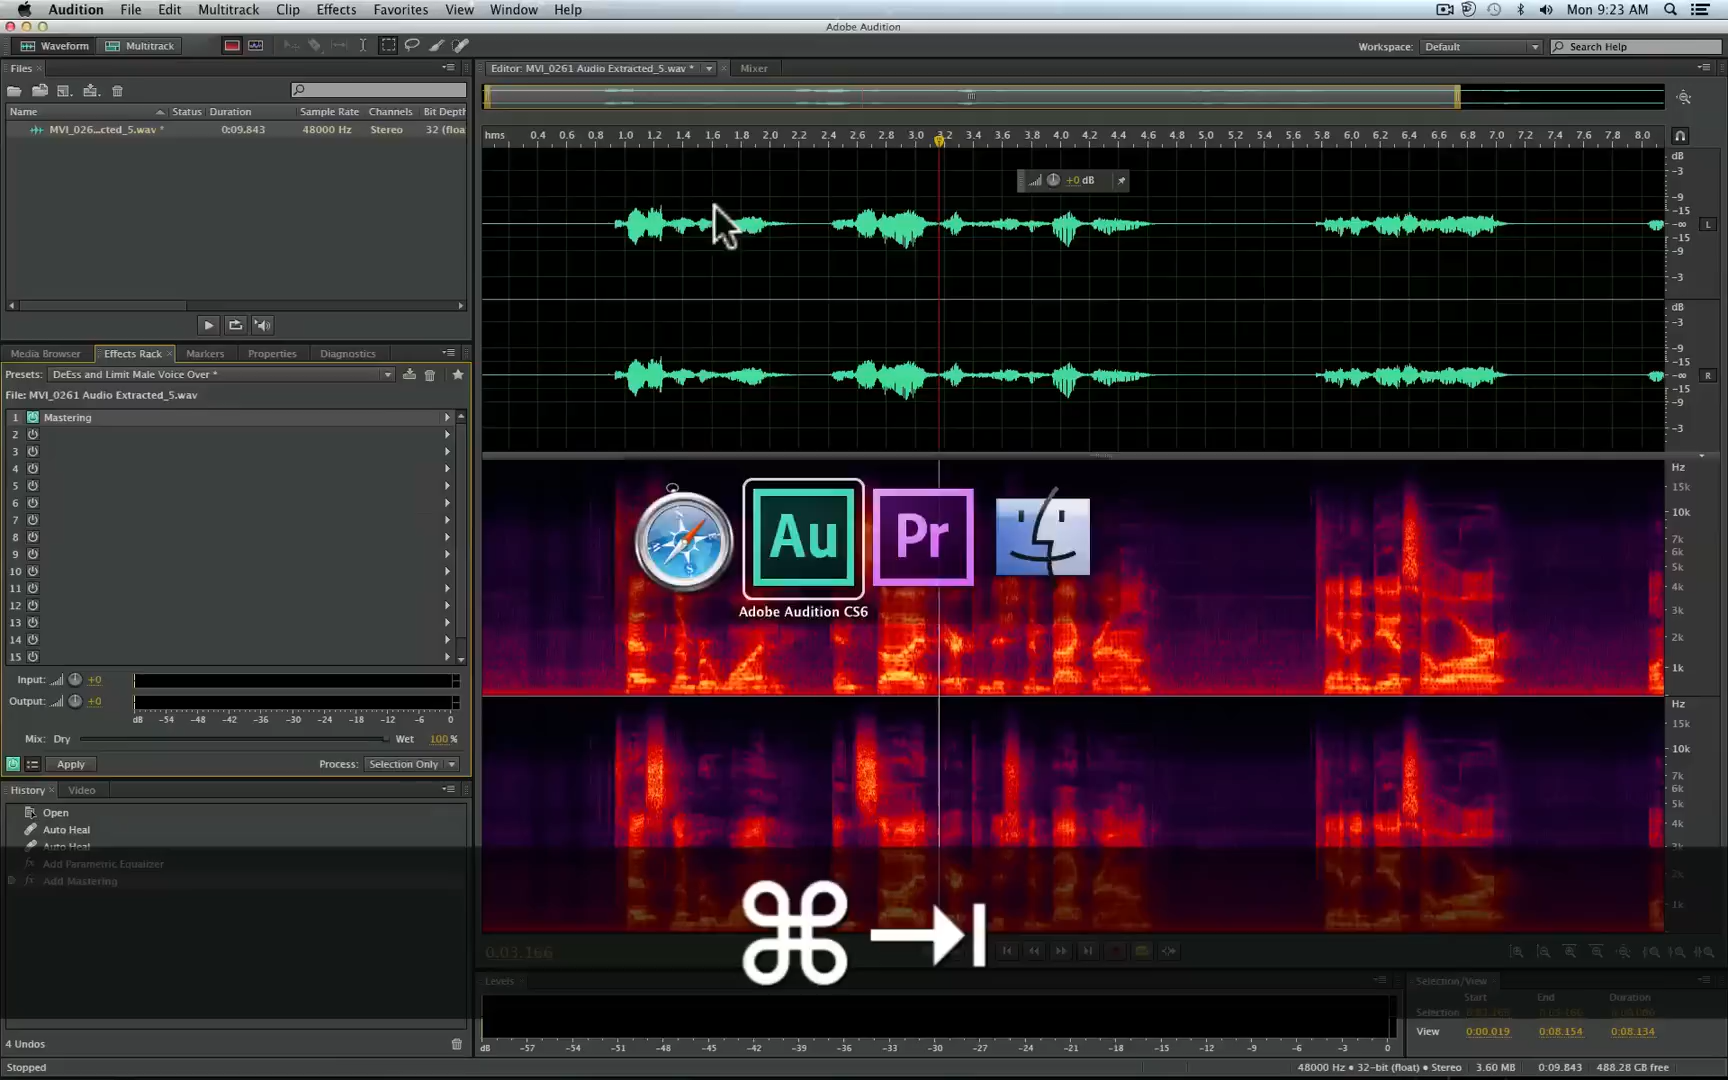 Audition File Edit Multitrack Clip Effects Favorites View Window Help Mon 9:23 AM
Adobe Audition
Waveform Multitrack Workspace: Default Search Help
Files Editor: MVI_0261 Audio Extracted_5.wav * Mixer
Name Status Duration Sample Rate Channels Bit Depth
MVI_026...cted_5.wav * 0:09.843 48000 Hz Stereo 32 (floa
hms 0.4 0.6 0.8 1.0 1.2 1.4 1.6 1.8 2.0 2.2 2.4 2.6 2.8 3.0 3.2 3.4 3.6 3.8 4.0 4.2 4.4 4.6 4.8 5.0 5.2 5.4 5.6 5.8 6.0 6.2 6.4 6.6 6.8 7.0 7.2 7.4 7.6 7.8 8.0
dB
-3
-9
-15
-∞
-15
-9
-3
L
+0 dB
dB
-3
-9
-15
-∞
-15
-9
-3
R
Media Browser Effects Rack Markers Properties Diagnostics
Presets: DeEss and Limit Male Voice Over *
File: MVI_0261 Audio Extracted_5.wav
1 Mastering
2
3
4
5
6
7
8
9
10
11
12
13
14
15
Input: +0
Output: +0
dB -54 -48 -42 -36 -30 -24 -18 -12 -6 0
Mix: Dry Wet 100 %
Apply Process: Selection Only
Hz
15k
10k
7k
6k
5k
4k
3k
2k
1k
Au Pr
Adobe Audition CS6
Hz
15k
10k
7k
6k
5k
4k
3k
2k
1k
History Video
Open
Auto Heal
Auto Heal
Add Parametric Equalizer
Add Mastering
4 Undos
Stopped
0:03.166
Levels
dB -57 -54 -51 -48 -45 -42 -39 -36 -33 -30 -27 -24 -21 -18 -15 -12 -9 -6 -3 0
Selection/View
Start End Duration
Selection
View 0:00.019 0:08.154 0:08.134
48000 Hz • 32-bit (float) • Stereo 3.60 MB 0:09.843 488.28 GB free